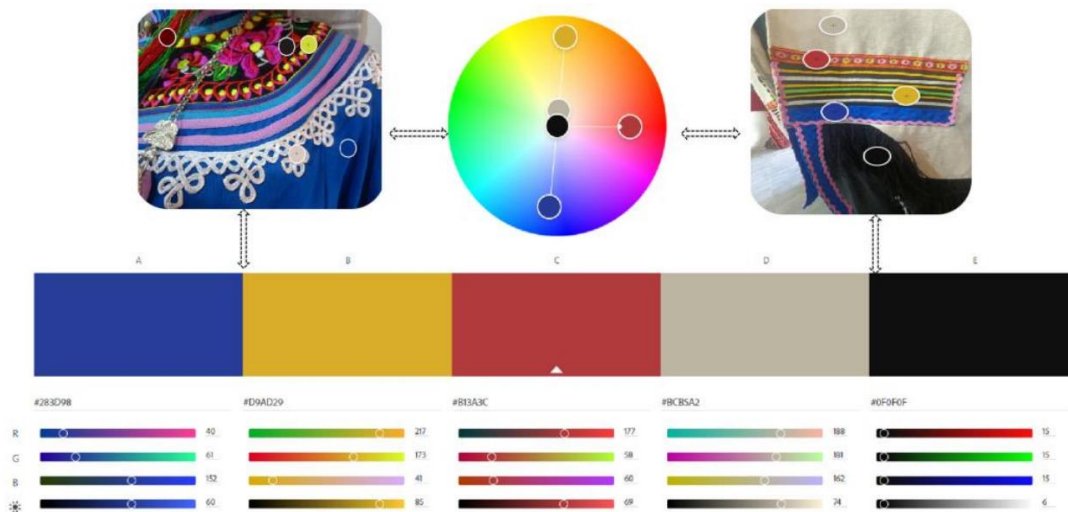 A B C D E
#283D98 #D9AD29 #B13A3C #BCB5A2 #0F0F0F
R 40 217 177 188 15
G 61 173 58 181 15
B 152 41 60 162 15
60 85 69 74 6